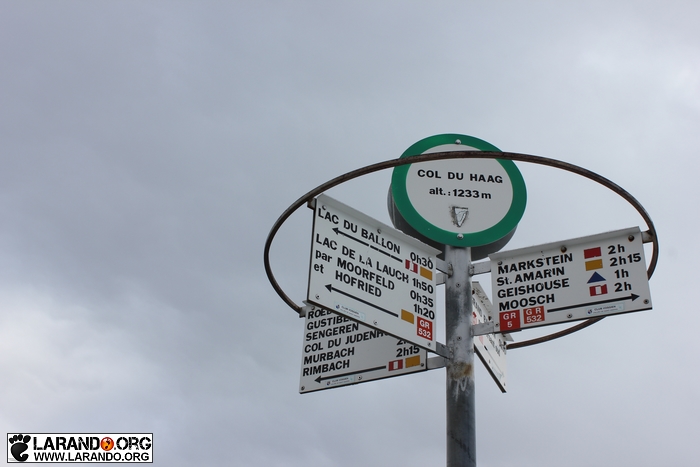 COL DU HAAG
alt.: 1233 m
LAC DU BALLON 0h30
LAC DE LA LAUCH 1h50
par MOORFELD 0h35
et HOFRIED 1h20
GR 532
GUSTIBE
SENGEREN
COL DU JUDENH
MURBACH 2h15
RIMBACH
MARKSTEIN 2h
St. AMARIN 2h15
GEISHOUSE 1h
MOOSCH 2h
GR 5 GR 532
LARANDO.ORG
WWW.LARANDO.ORG